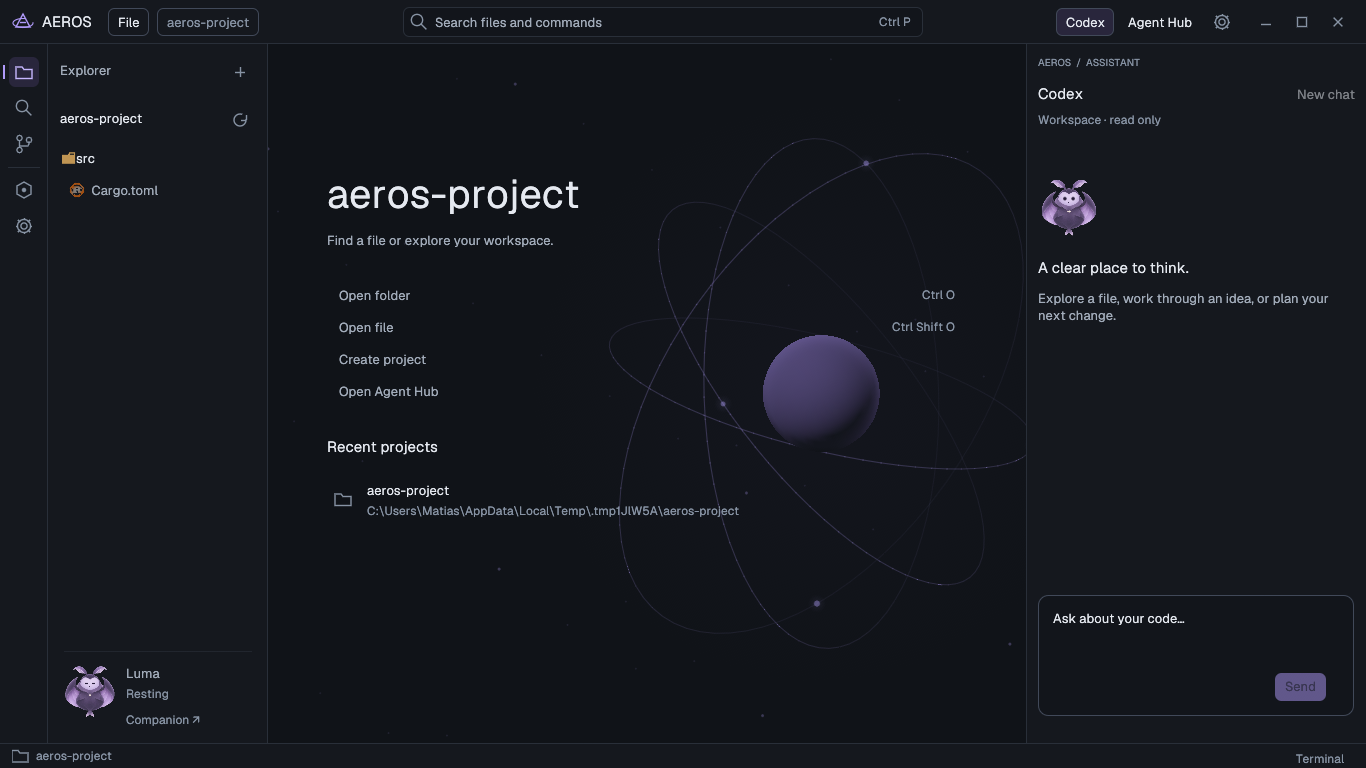 AEROS
File
aeros-project
Search files and commands
Ctrl P
Codex
Agent Hub
Explorer
+
aeros-project
src
Cargo.toml
Luma
Resting
Companion ↗
aeros-project
Find a file or explore your workspace.
Open folder
Ctrl O
Open file
Ctrl Shift O
Create project
Open Agent Hub
Recent projects
aeros-project
C:\Users\Matias\AppData\Local\Temp\.tmp1JlW5A\aeros-project
AEROS / ASSISTANT
Codex
New chat
Workspace · read only
A clear place to think.
Explore a file, work through an idea, or plan your
next change.
Ask about your code…
Send
aeros-project
Terminal